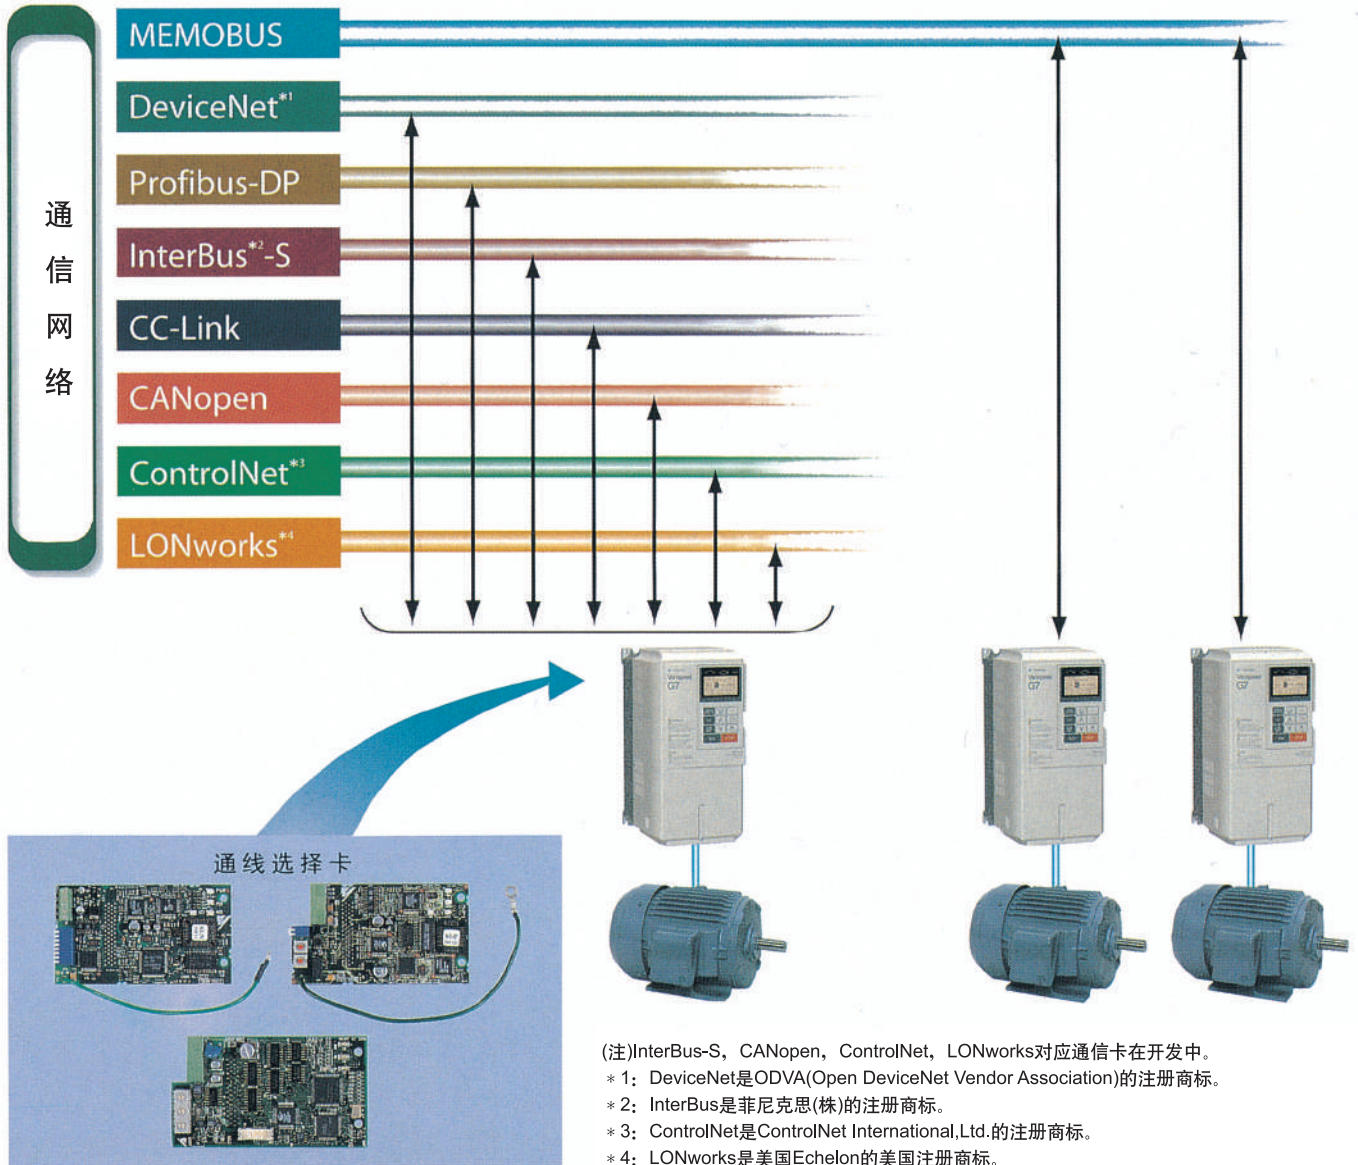 通信网络
MEMOBUS
DeviceNet*1
Profibus-DP
InterBus*2-S
CC-Link
CANopen
ControlNet*3
LONworks*4
G7
G7
G7
通线选择卡
(注)InterBus-S，CANopen，ControlNet，LONworks对应通信卡在开发中。
*1：DeviceNet是ODVA(Open DeviceNet Vendor Association)的注册商标。
*2：InterBus是菲尼克思(株)的注册商标。
*3：ControlNet是ControlNet International,Ltd.的注册商标。
*4：LONworks是美国Echelon的美国注册商标。